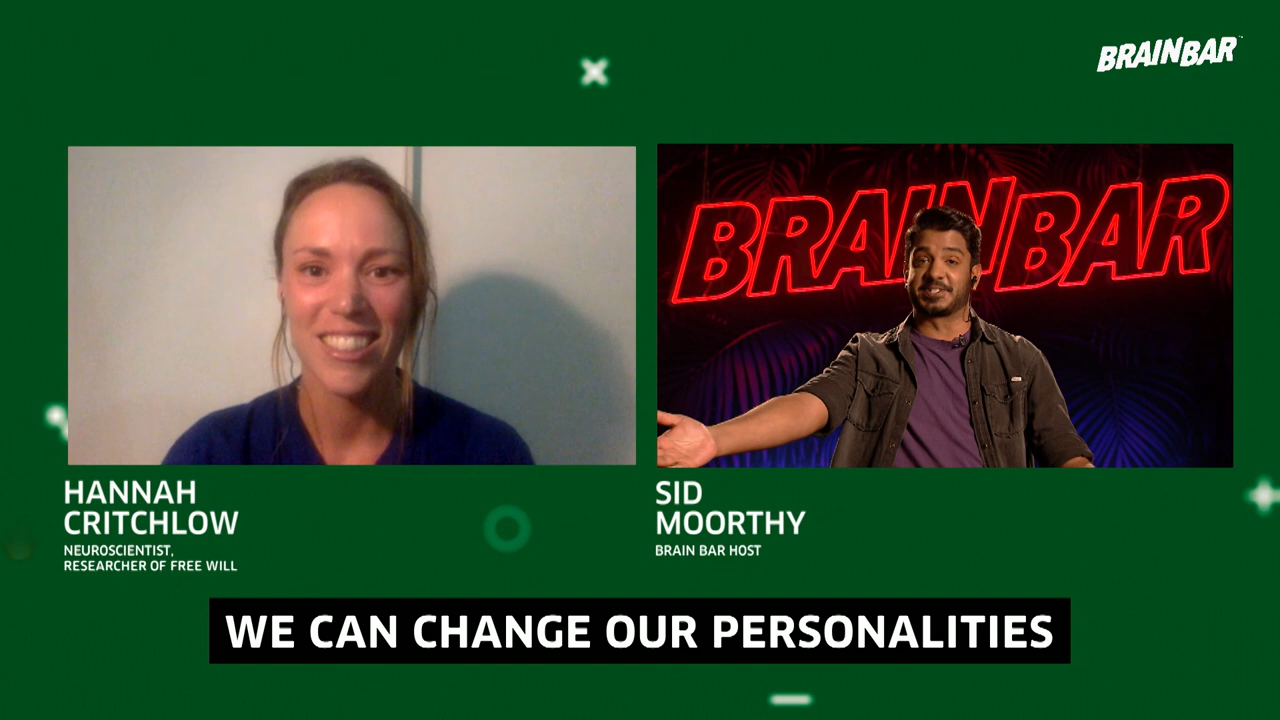 BRAINBAR
BRAINBAR
HANNAH
CRITCHLOW
NEUROSCIENTIST,
RESEARCHER OF FREE WILL
SID
MOORTHY
BRAIN BAR HOST
WE CAN CHANGE OUR PERSONALITIES